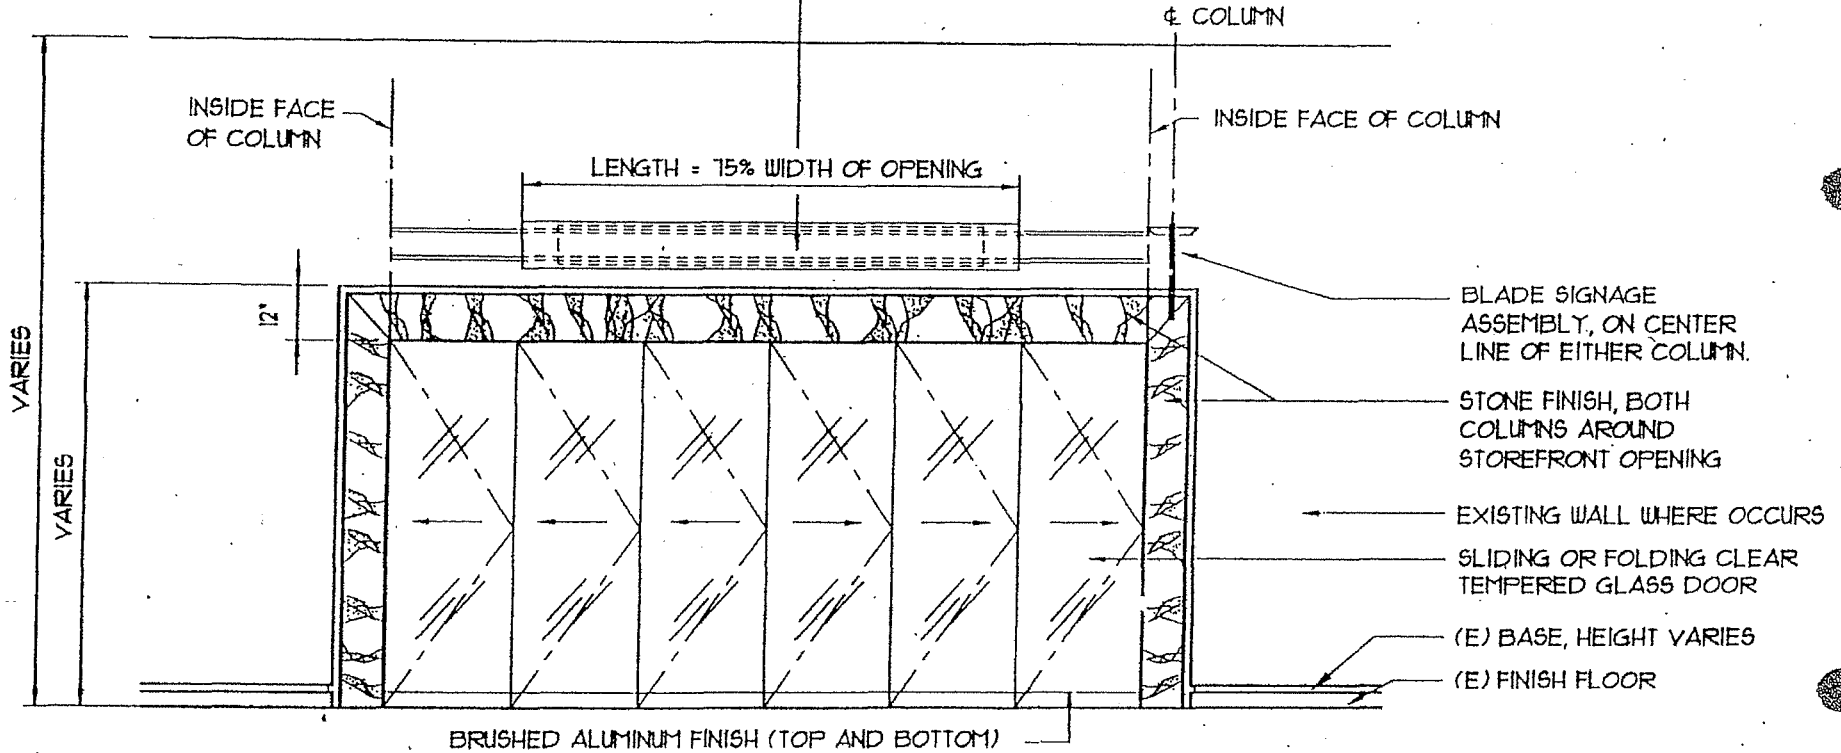 ℄ COLUMN
INSIDE FACE
OF COLUMN
INSIDE FACE OF COLUMN
LENGTH = 75% WIDTH OF OPENING
12"
VARIES
VARIES
BLADE SIGNAGE
ASSEMBLY, ON CENTER
LINE OF EITHER COLUMN.
STONE FINISH, BOTH
COLUMNS AROUND
STOREFRONT OPENING
EXISTING WALL WHERE OCCURS
SLIDING OR FOLDING CLEAR
TEMPERED GLASS DOOR
(E) BASE, HEIGHT VARIES
(E) FINISH FLOOR
BRUSHED ALUMINUM FINISH (TOP AND BOTTOM)